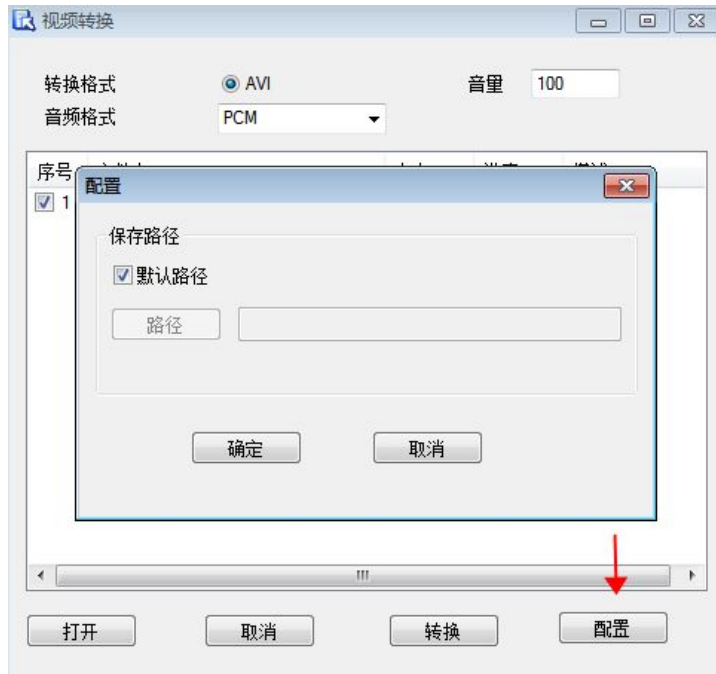 视频转换
转换格式 AVI 音里 100
音频格式 PCM
序号
1
配置
保存路径
默认路径
路径
确定 取消
打开 取消 转换 配置